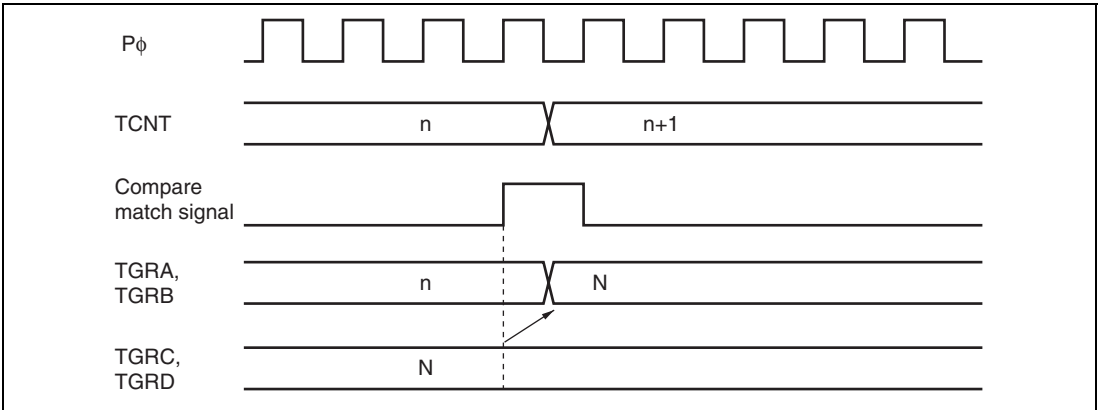 Pϕ
TCNT
n
n+1
Compare
match signal
TGRA,
TGRB
n
N
TGRC,
TGRD
N